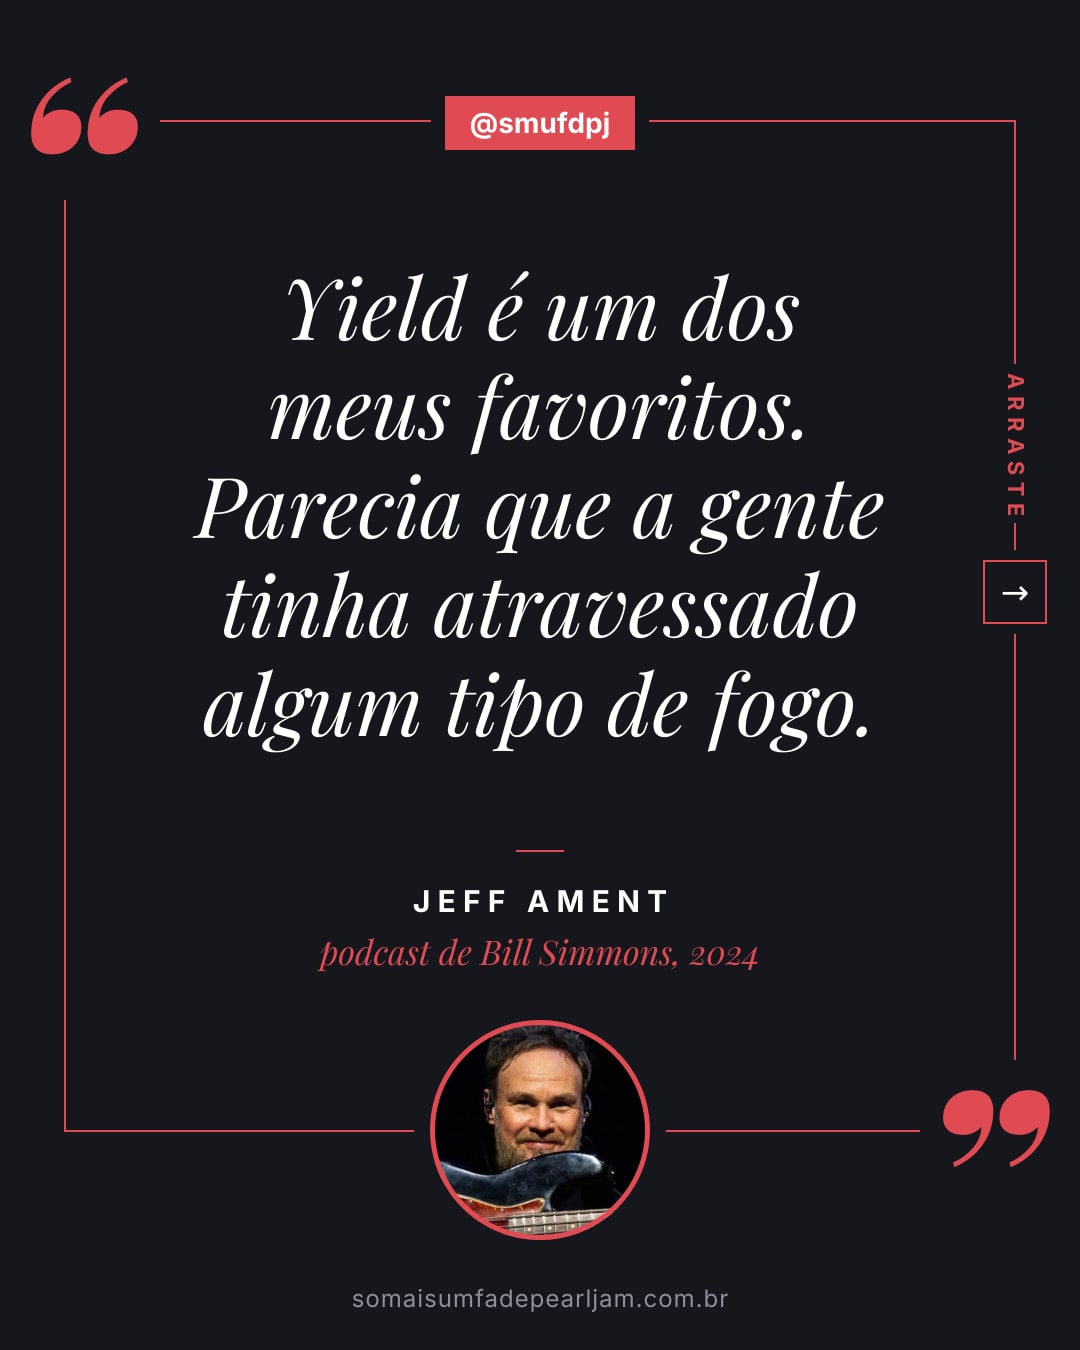 “
@smufdpj
Yield é um dos
meus favoritos.
Parecia que a gente
tinha atravessado
algum tipo de fogo.
ARRASTE
→
JEFF AMENT
podcast de Bill Simmons, 2024
”
somaisumfadepearljam.com.br